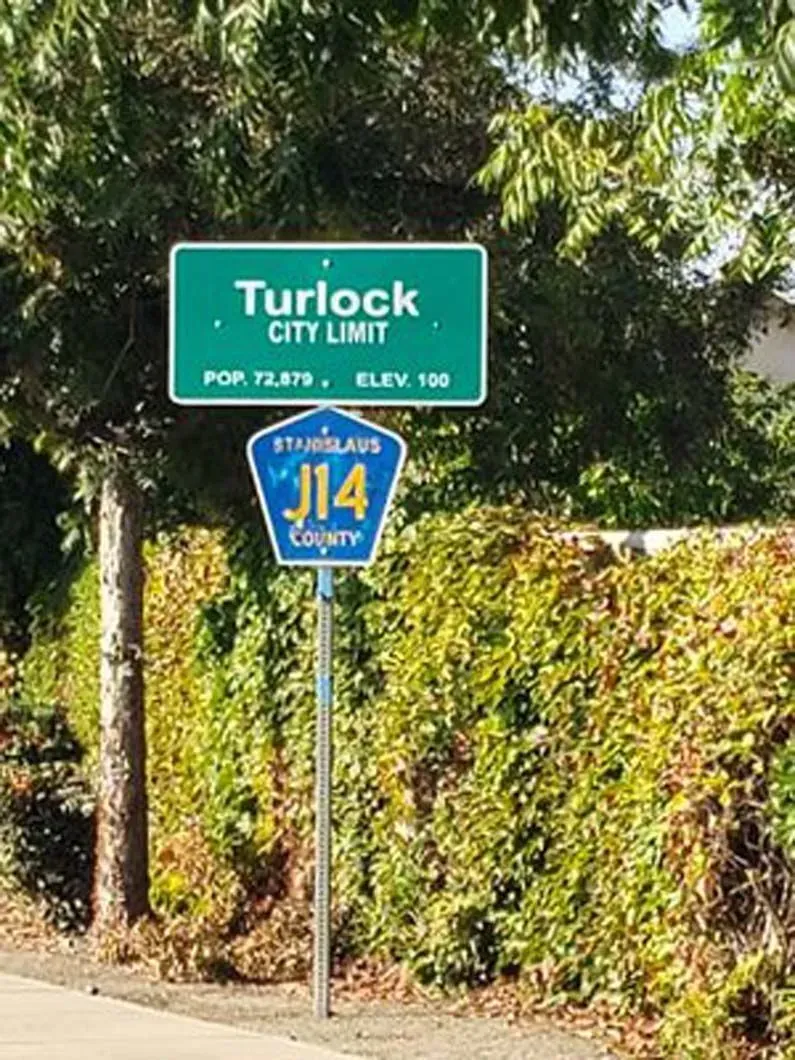 Turlock
CITY LIMIT
POP. 72,879 ELEV. 100
STANISLAUS
J14
COUNTY